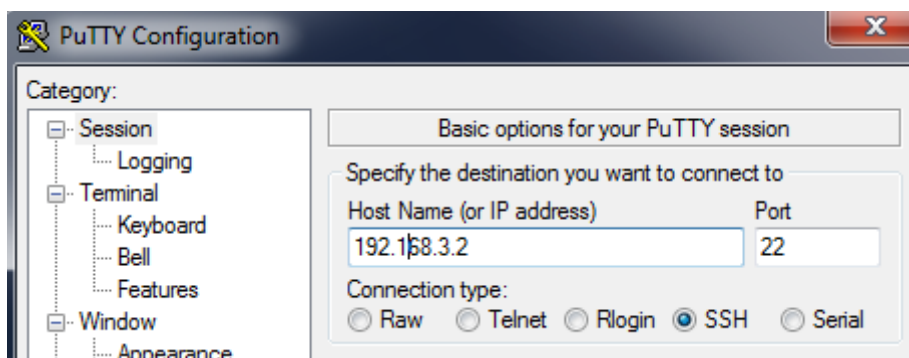 PuTTY Configuration
Category:
Session
Logging
Terminal
Keyboard
Bell
Features
Window
Appearance
Basic options for your PuTTY session
Specify the destination you want to connect to
Host Name (or IP address) Port
192.168.3.2 22
Connection type:
Raw Telnet Rlogin SSH Serial